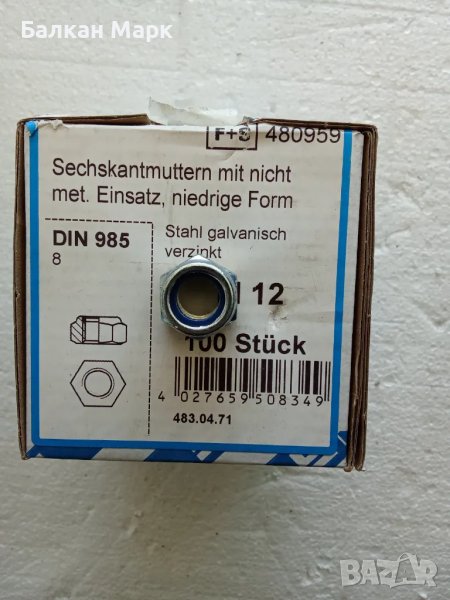 Балкан Марк
F+S 480959
Sechskantmuttern mit nicht
met. Einsatz, niedrige Form
DIN 985
8
Stahl galvanisch
verzinkt
12
100 Stück
4 027659 508349
483.04.71
BAZAR